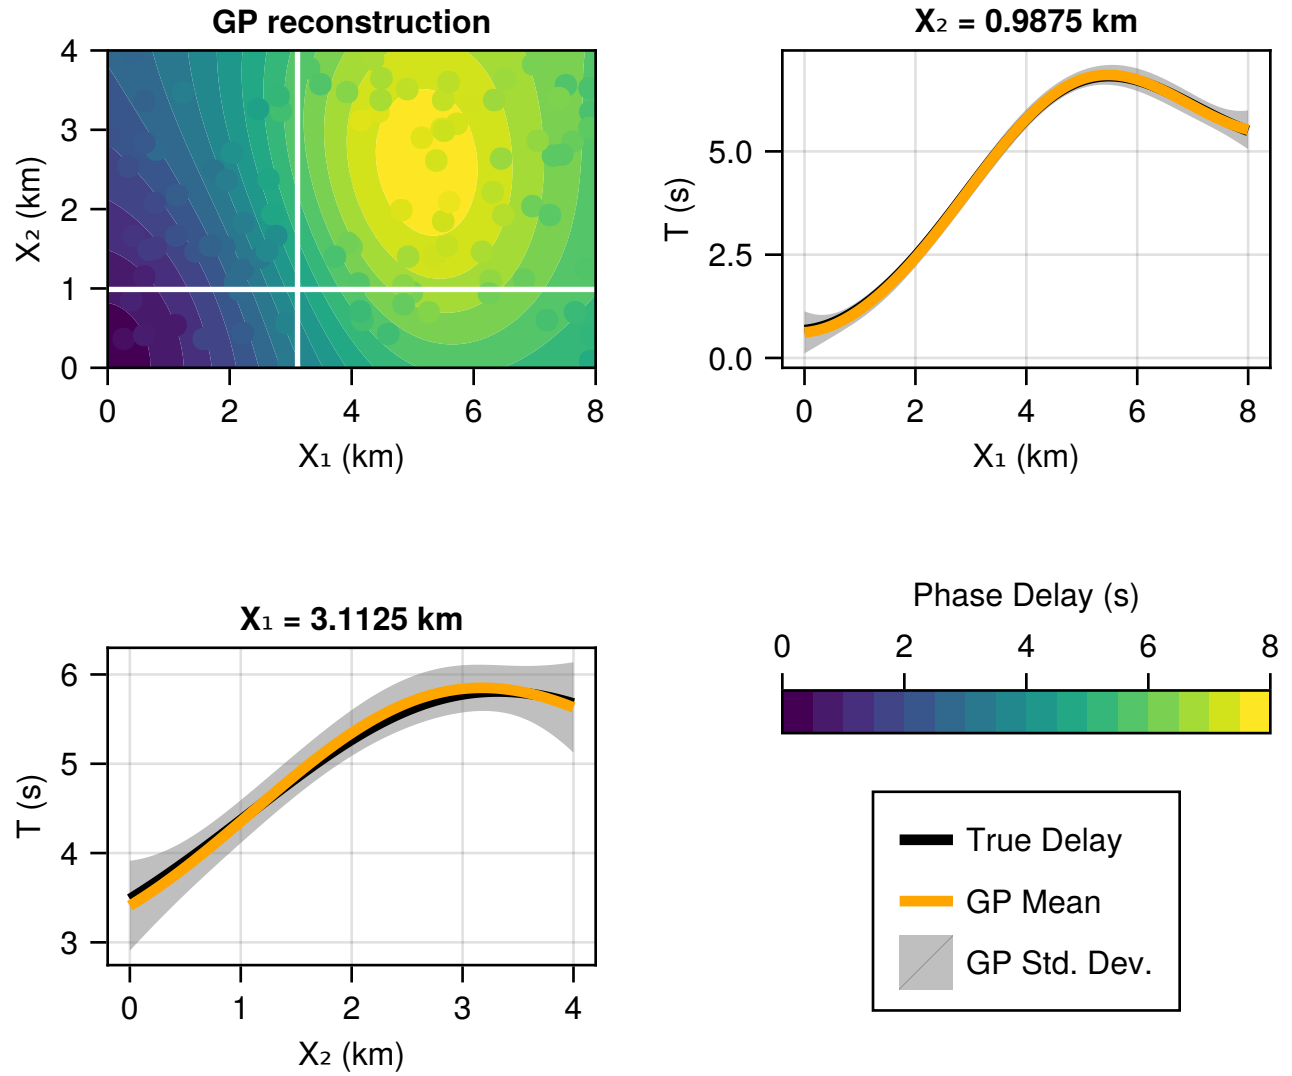 GP reconstruction
X₂ (km)
4
3
2
1
0
0 2 4 6 8
X₁ (km)
X₂ = 0.9875 km
T (s)
5.0
2.5
0.0
0 2 4 6 8
X₁ (km)
X₁ = 3.1125 km
T (s)
6
5
4
3
0 1 2 3 4
X₂ (km)
Phase Delay (s)
0 2 4 6 8
True Delay
GP Mean
GP Std. Dev.